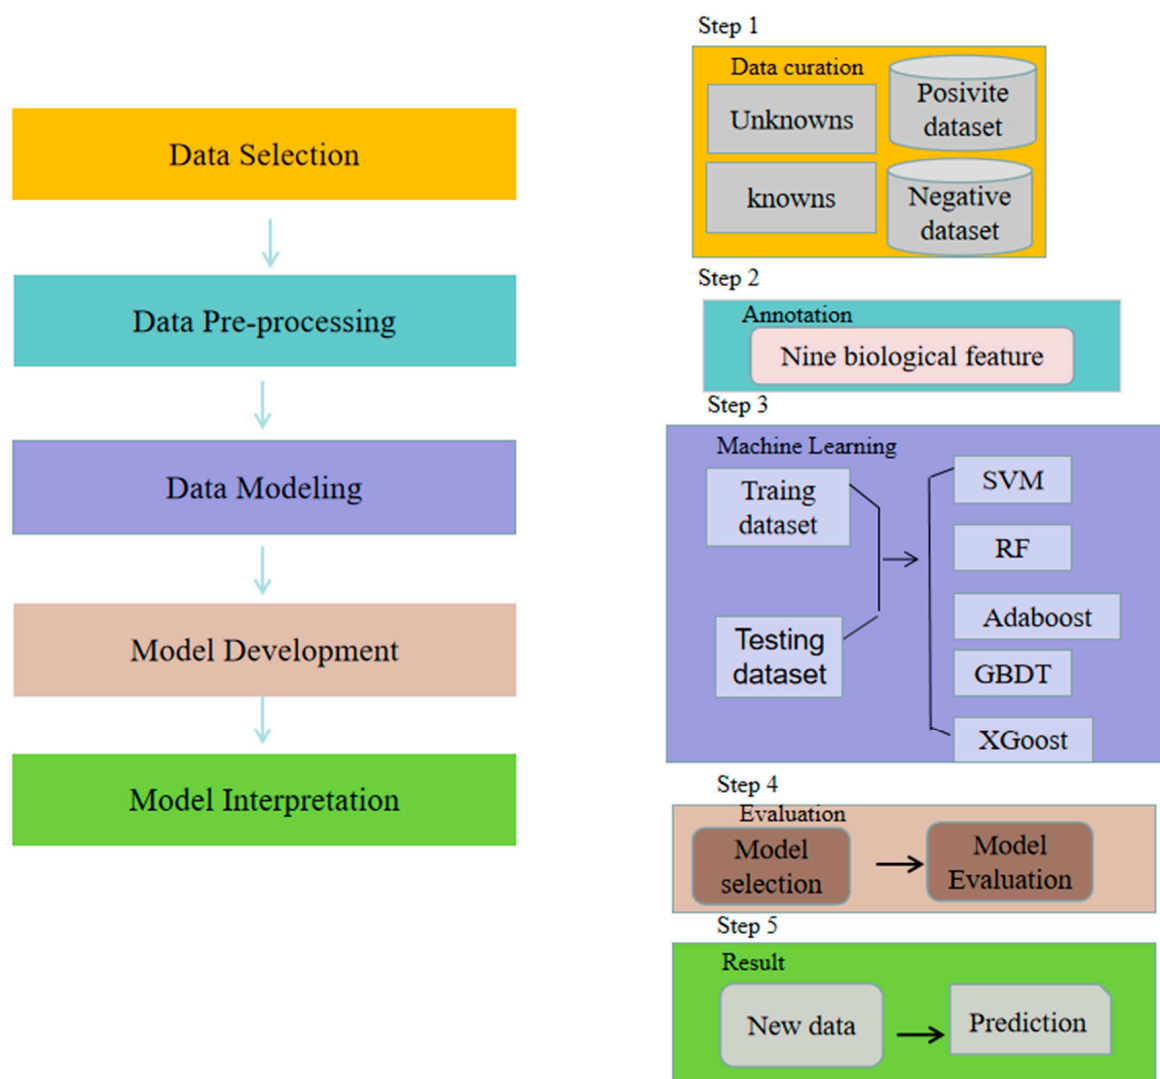 Data Selection
Data Pre-processing
Data Modeling
Model Development
Model Interpretation
Step 1
Data curation
Unknowns
knowns
Posivite
dataset
Negative
dataset
Step 2
Annotation
Nine biological feature
Step 3
Machine Learning
Traing
dataset
Testing
dataset
SVM
RF
Adaboost
GBDT
XGoost
Step 4
Evaluation
Model
selection
Model
Evaluation
Step 5
Result
New data
Prediction